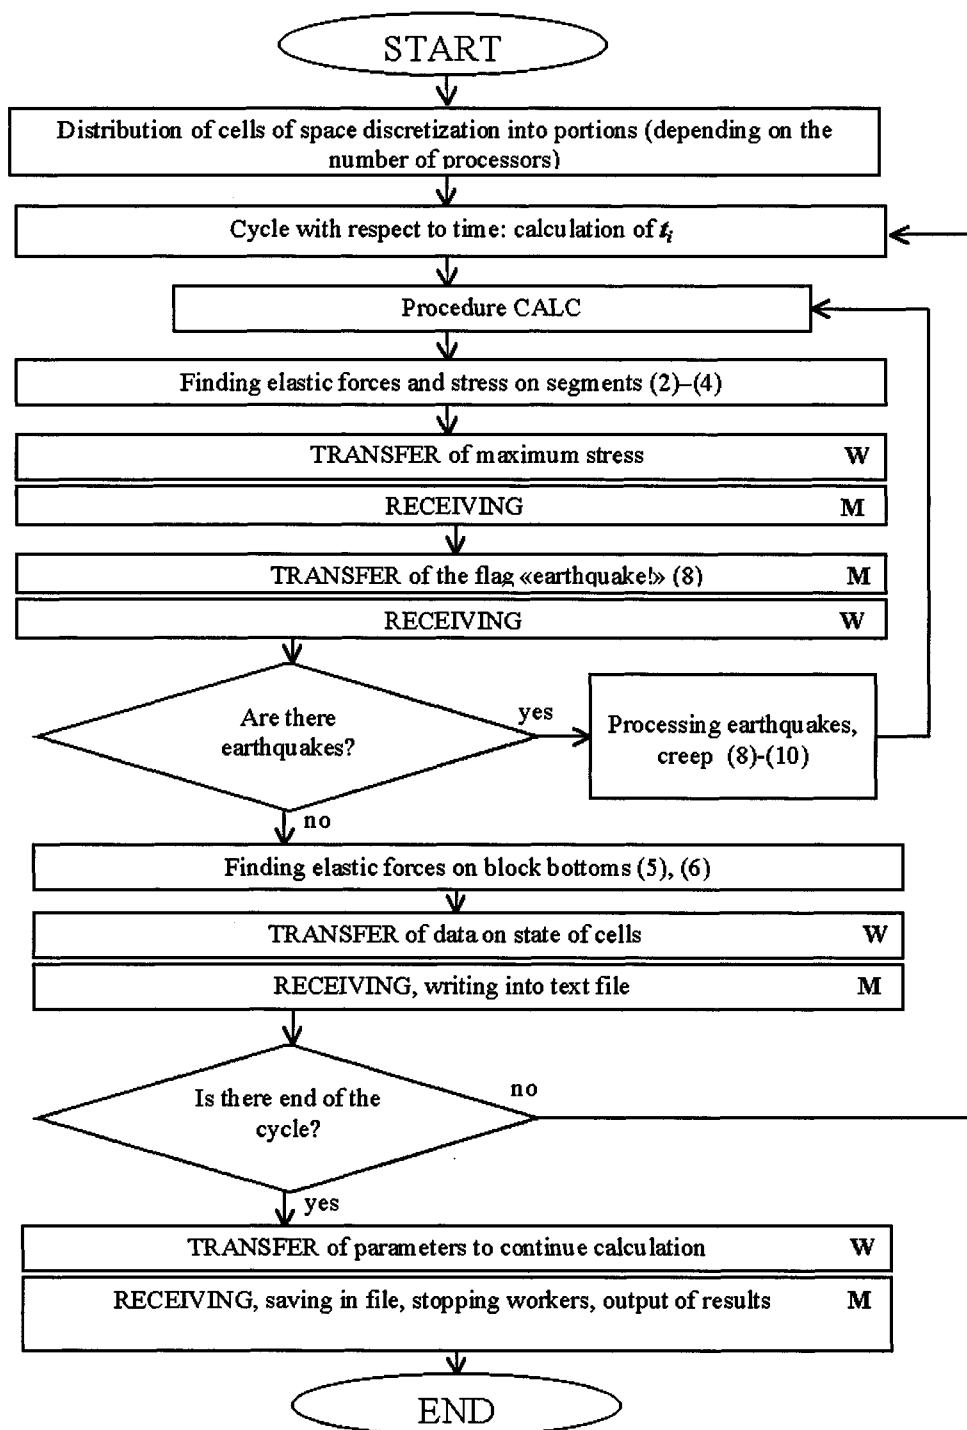 START
Distribution of cells of space discretization into portions (depending on the
number of processors)
Cycle with respect to time: calculation of tᵢ
Procedure CALC
Finding elastic forces and stress on segments (2)–(4)
TRANSFER of maximum stress W
RECEIVING M
TRANSFER of the flag «earthquake!» (8) M
RECEIVING W
Are there
earthquakes?
yes
Processing earthquakes,
creep (8)-(10)
no
Finding elastic forces on block bottoms (5), (6)
TRANSFER of data on state of cells W
RECEIVING, writing into text file M
Is there end of the
cycle?
no
yes
TRANSFER of parameters to continue calculation W
RECEIVING, saving in file, stopping workers, output of results M
END